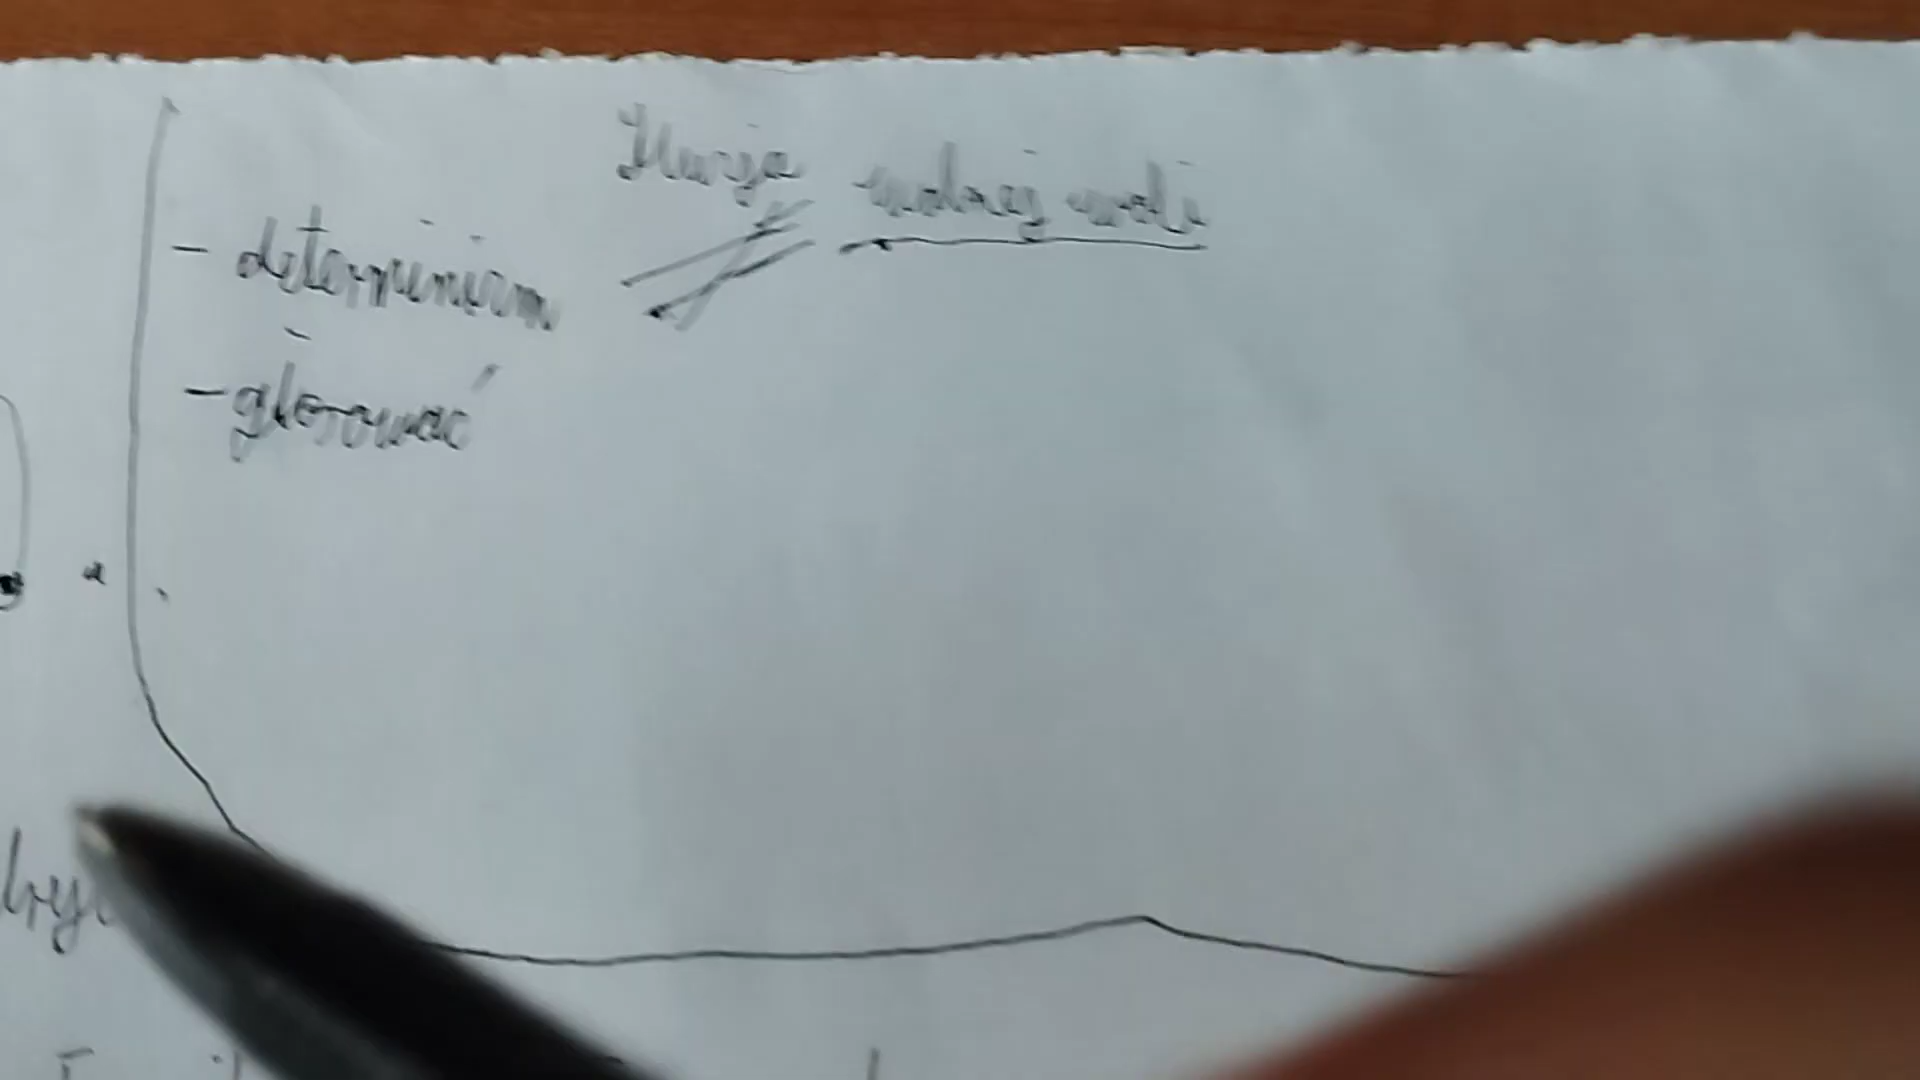 Iluzja wolnej woli
- determinizm
- głosować